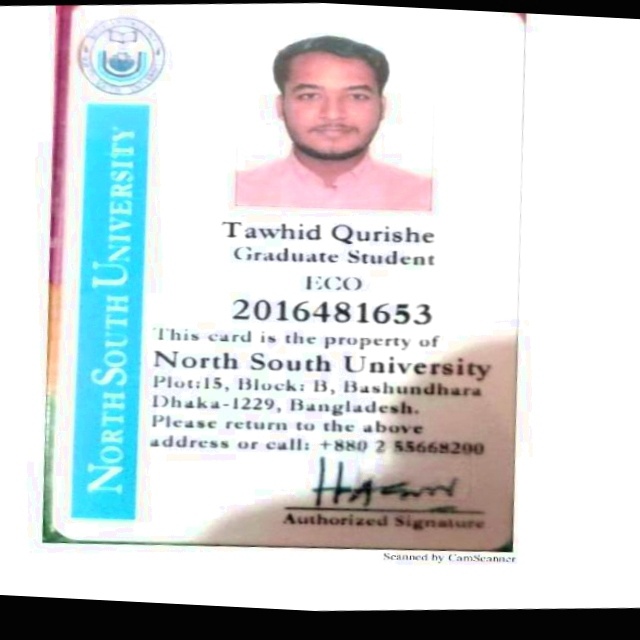 NORTH SOUTH UNIVERSITY
Tawhid Qurishe
Graduate Student
ECO
2016481653
This card is the property of
North South University
Plot:15, Block: B, Bashundhara
Dhaka-1229, Bangladesh.
Please return to the above
address or call: +880 2 55668200
Authorized Signature
Scanned by CamScanner